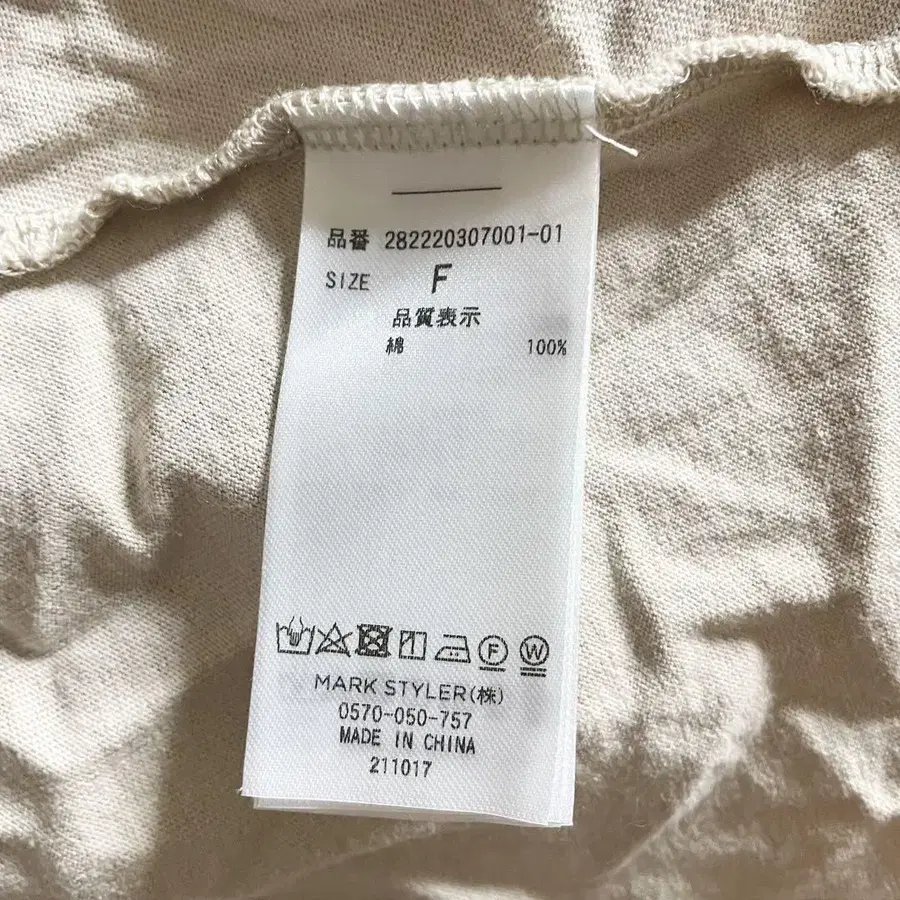 品番 282220307001-01
SIZE F
品質表示
綿 100%
F W
MARK STYLER(株)
0570-050-757
MADE IN CHINA
211017